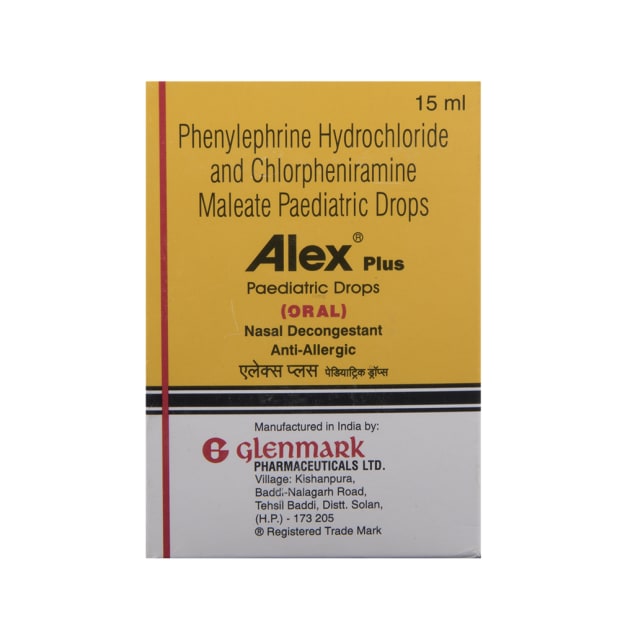 15 ml
Phenylephrine Hydrochloride
and Chlorpheniramine
Maleate Paediatric Drops
Alex® Plus
Paediatric Drops
(ORAL)
Nasal Decongestant
Anti-Allergic
एलेक्स प्लस पेडियाट्रिक ड्रॉप्स
Manufactured in India by:
G Glenmark
PHARMACEUTICALS LTD.
Village: Kishanpura,
Baddi-Nalagarh Road,
Tehsil Baddi, Distt. Solan,
(H.P.) - 173 205
® Registered Trade Mark